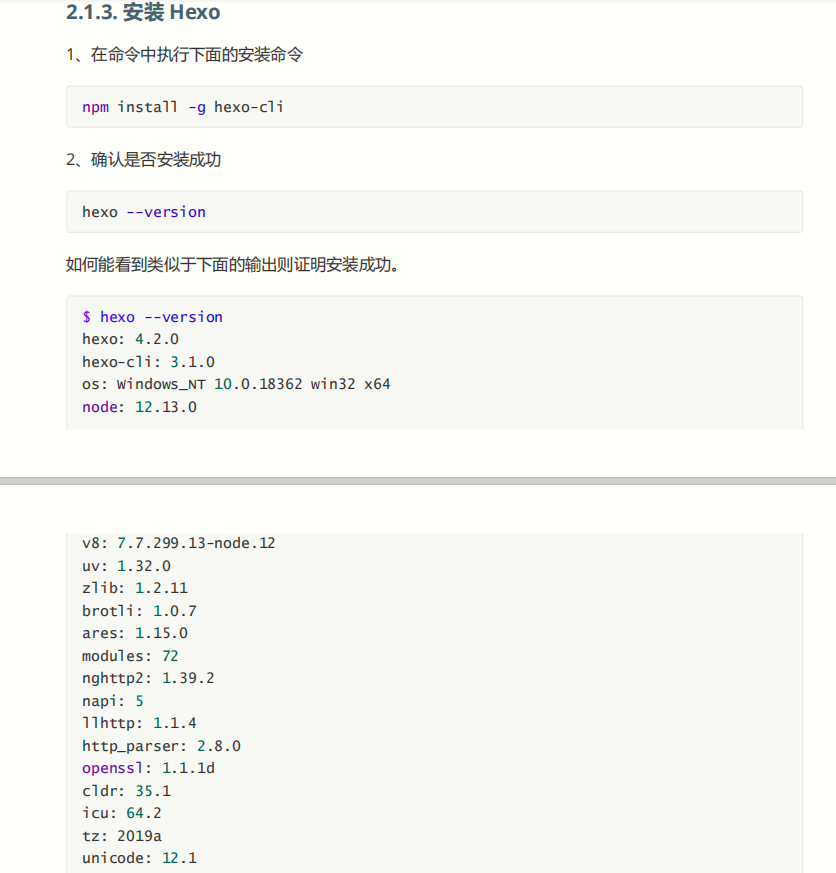 2.1.3. 安装 Hexo
1、在命令中执行下面的安装命令
npm install -g hexo-cli
2、确认是否安装成功
hexo --version
如何能看到类似于下面的输出则证明安装成功。
$ hexo --version
hexo: 4.2.0
hexo-cli: 3.1.0
os: Windows_NT 10.0.18362 win32 x64
node: 12.13.0
v8: 7.7.299.13-node.12
uv: 1.32.0
zlib: 1.2.11
brotli: 1.0.7
ares: 1.15.0
modules: 72
nghttp2: 1.39.2
napi: 5
llhttp: 1.1.4
http_parser: 2.8.0
openssl: 1.1.1d
cldr: 35.1
icu: 64.2
tz: 2019a
unicode: 12.1